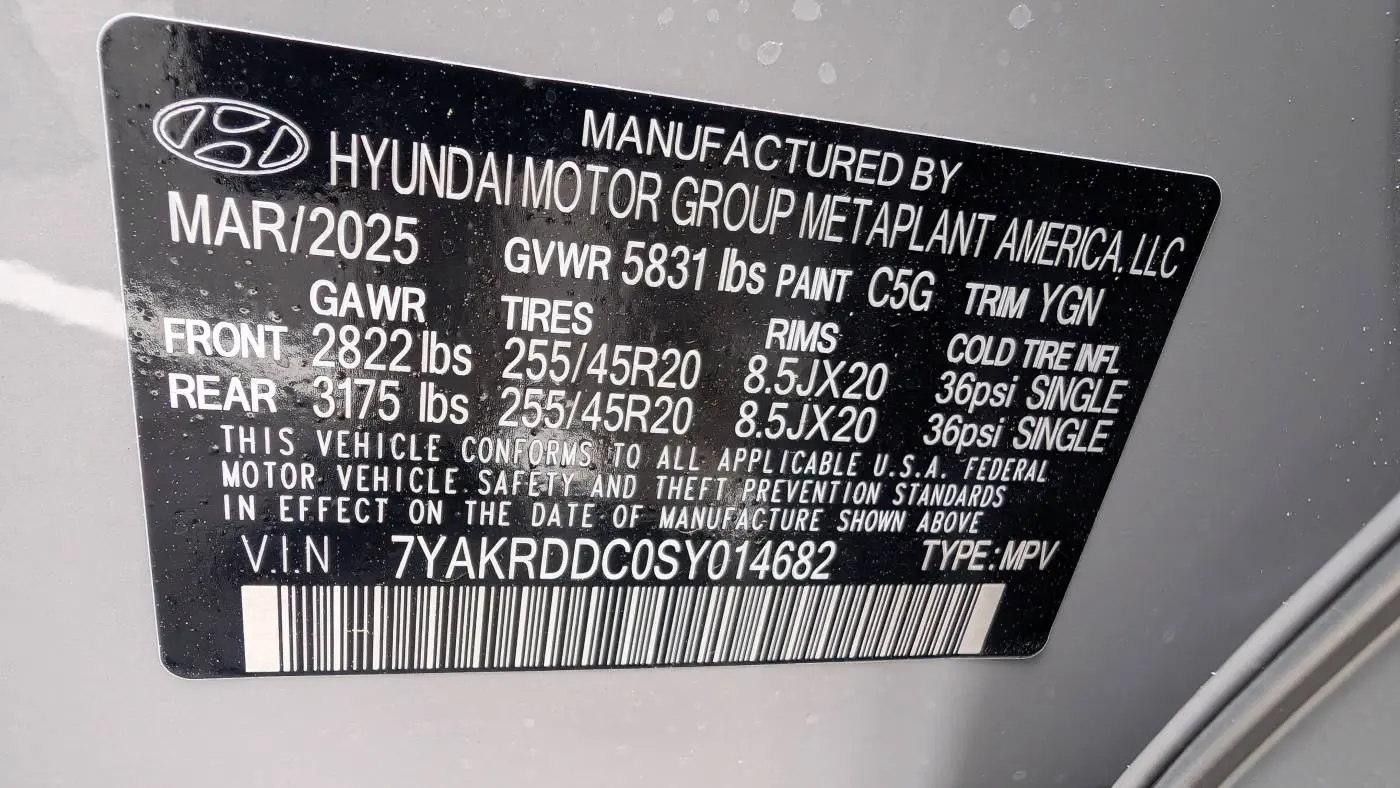 MANUFACTURED BY
HYUNDAI MOTOR GROUP METAPLANT AMERICA, LLC
MAR/2025 GVWR 5831 lbs PAINT C5G TRIM YGN
GAWR TIRES RIMS COLD TIRE INFL
FRONT 2822 lbs 255/45R20 8.5JX20 36psi SINGLE
REAR 3175 lbs 255/45R20 8.5JX20 36psi SINGLE
THIS VEHICLE CONFORMS TO ALL APPLICABLE U.S.A. FEDERAL
MOTOR VEHICLE SAFETY AND THEFT PREVENTION STANDARDS
IN EFFECT ON THE DATE OF MANUFACTURE SHOWN ABOVE
V.I.N 7YAKRDDC0SY014682 TYPE:MPV